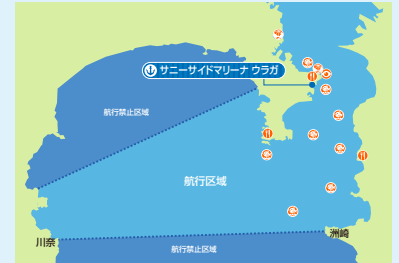 サニーサイドマリーナ ウラガ
航行禁止区域
航行区域
川奈
洲崎
航行禁止区域